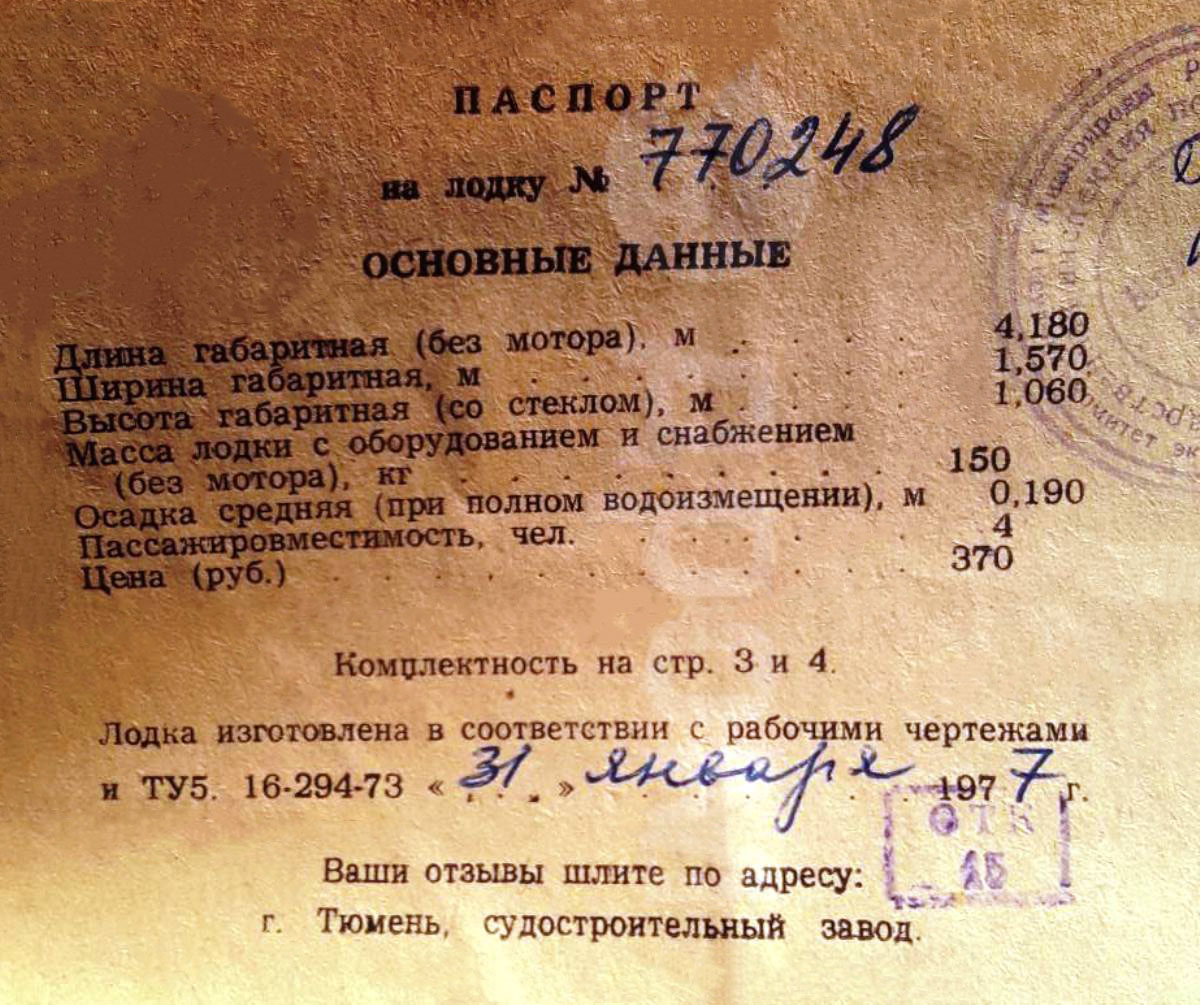 ПАСПОРТ
на лодку № 770248
ОСНОВНЫЕ ДАННЫЕ
Длина габаритная (без мотора), м . . . . . 4,180
Ширина габаритная, м . . . . . . . . . 1,570
Высота габаритная (со стеклом), м . . . . . 1,060
Масса лодки с оборудованием и снабжением
(без мотора), кг . . . . . . . . . . . 150
Осадка средняя (при полном водоизмещении), м 0,190
Пассажировместимость, чел. . . . . . . . 4
Цена (руб.) . . . . . . . . . . . . . . 370
Комплектность на стр. 3 и 4.
Лодка изготовлена в соответствии с рабочими чертежами
и ТУ5. 16-294-73 « 31 » января 1977 г.
ОТК
15
Ваши отзывы шлите по адресу:
г. Тюмень, судостроительный завод.